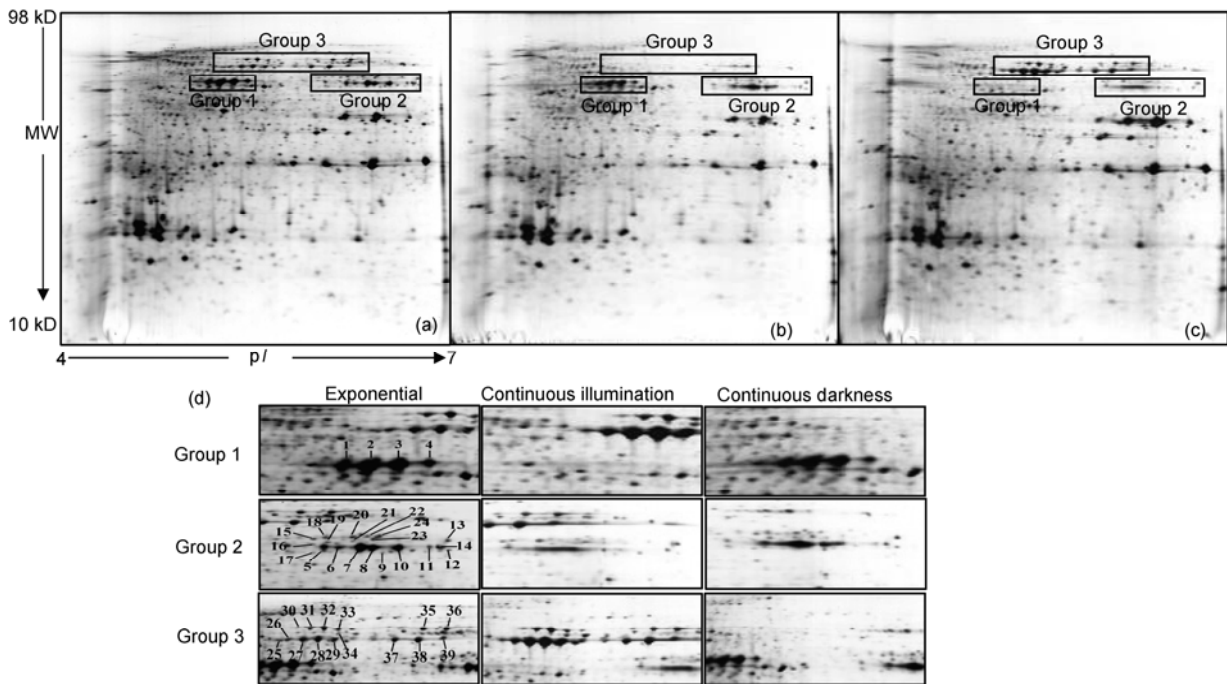 98 kD
MW
10 kD
4
pI
7
Group 3
Group 1
Group 2
(a)
Group 3
Group 1
Group 2
(b)
Group 3
Group 1
Group 2
(c)
(d)
Exponential
Continuous illumination
Continuous darkness
Group 1
1 2 3 4
Group 2
18 19 20 21 22
15 24 13
16 23 14
17
5 6 7 8 9 10 11 12
Group 3
30 31 32 33 35 36
26
25 27 28 29 34 37 38 39